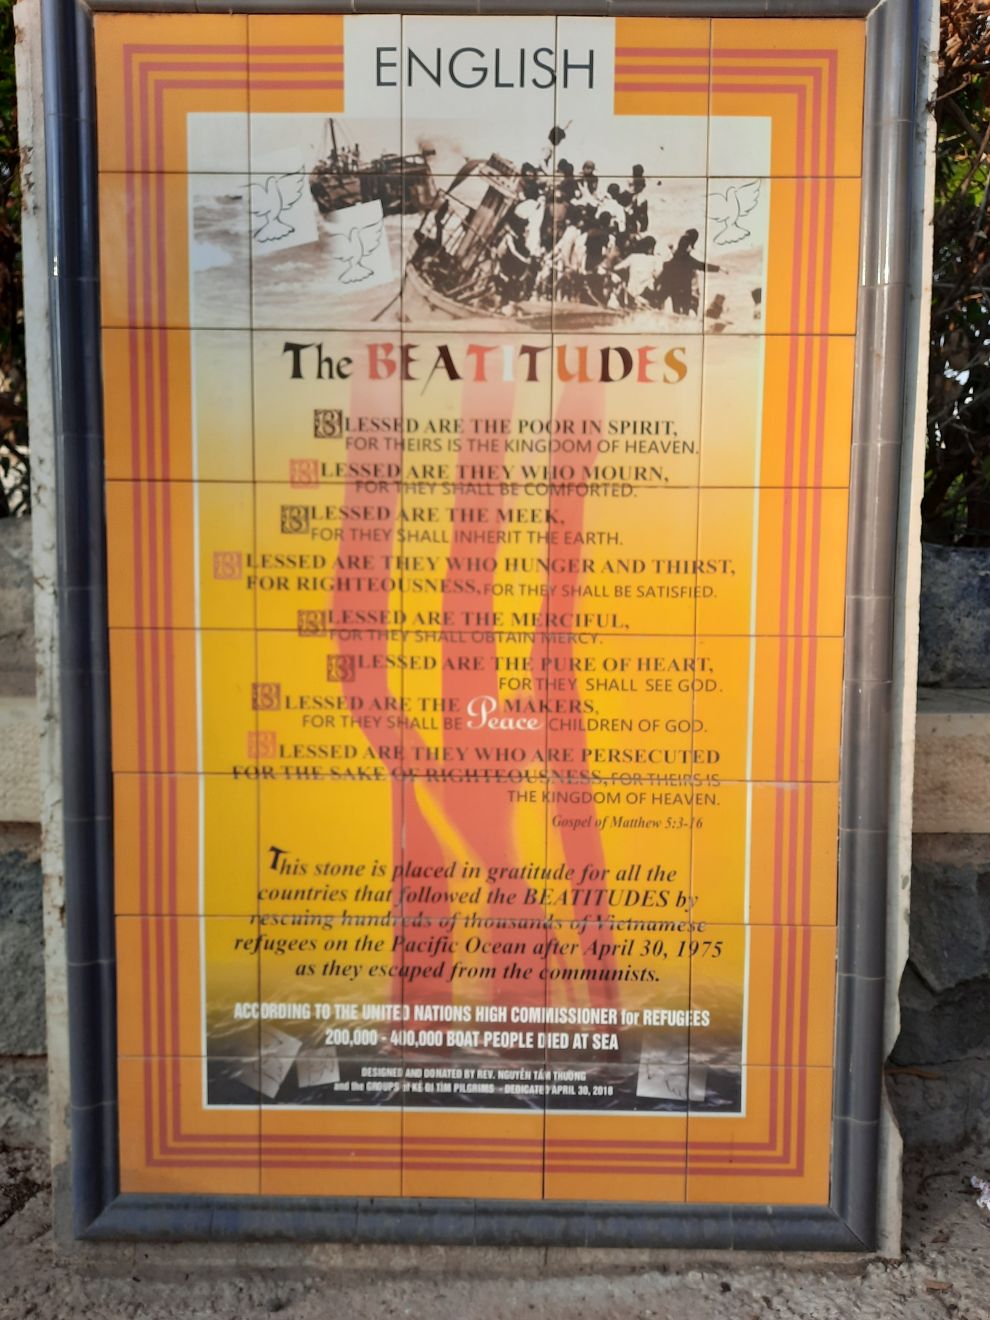 ENGLISH
The BEATITUDES
BLESSED ARE THE POOR IN SPIRIT,
FOR THEIRS IS THE KINGDOM OF HEAVEN.
BLESSED ARE THEY WHO MOURN,
FOR THEY SHALL BE COMFORTED.
BLESSED ARE THE MEEK,
FOR THEY SHALL INHERIT THE EARTH.
BLESSED ARE THEY WHO HUNGER AND THIRST,
FOR RIGHTEOUSNESS, FOR THEY SHALL BE SATISFIED.
BLESSED ARE THE MERCIFUL,
FOR THEY SHALL OBTAIN MERCY.
BLESSED ARE THE PURE OF HEART,
FOR THEY SHALL SEE GOD.
BLESSED ARE THE Peace MAKERS,
FOR THEY SHALL BE CHILDREN OF GOD.
BLESSED ARE THEY WHO ARE PERSECUTED
FOR THE SAKE OF RIGHTEOUSNESS, FOR THEIRS IS
THE KINGDOM OF HEAVEN.
Gospel of Matthew 5:3-16
This stone is placed in gratitude for all the
countries that followed the BEATITUDES by
rescuing hundreds of thousands of Vietnamese
refugees on the Pacific Ocean after April 30, 1975
as they escaped from the communists.
ACCORDING TO THE UNITED NATIONS HIGH COMMISSIONER for REFUGEES
200,000 - 400,000 BOAT PEOPLE DIED AT SEA
DESIGNED AND DONATED BY REV. NGUYỄN TẦM THƯỜNG
and the GROUPS of KẺ ĐI TÌM PILGRIMS - DEDICATED APRIL 30, 2018